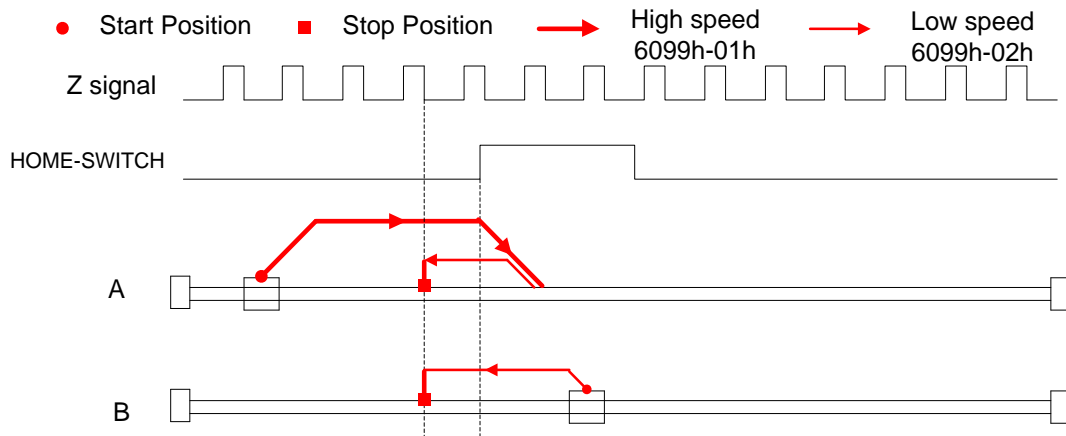 Start Position Stop Position High speed Low speed
6099h-01h 6099h-02h
Z signal
HOME-SWITCH
A
B